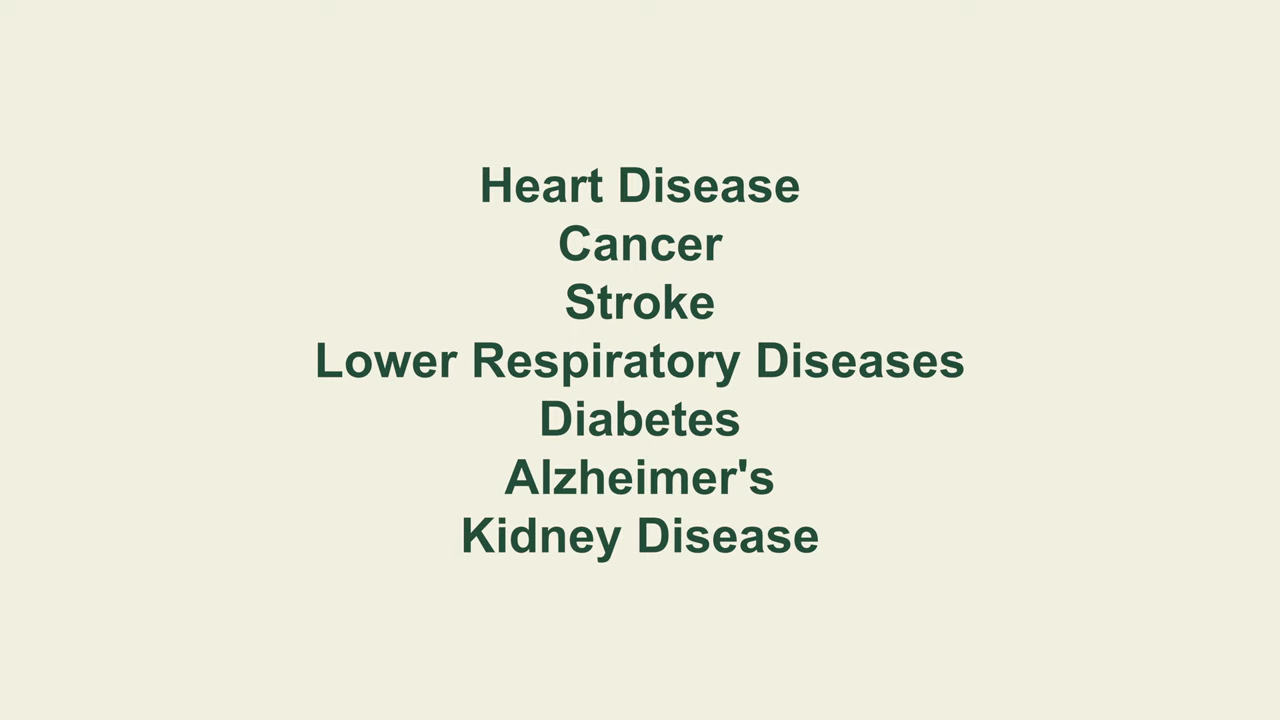 Heart Disease
Cancer
Stroke
Lower Respiratory Diseases
Diabetes
Alzheimer's
Kidney Disease